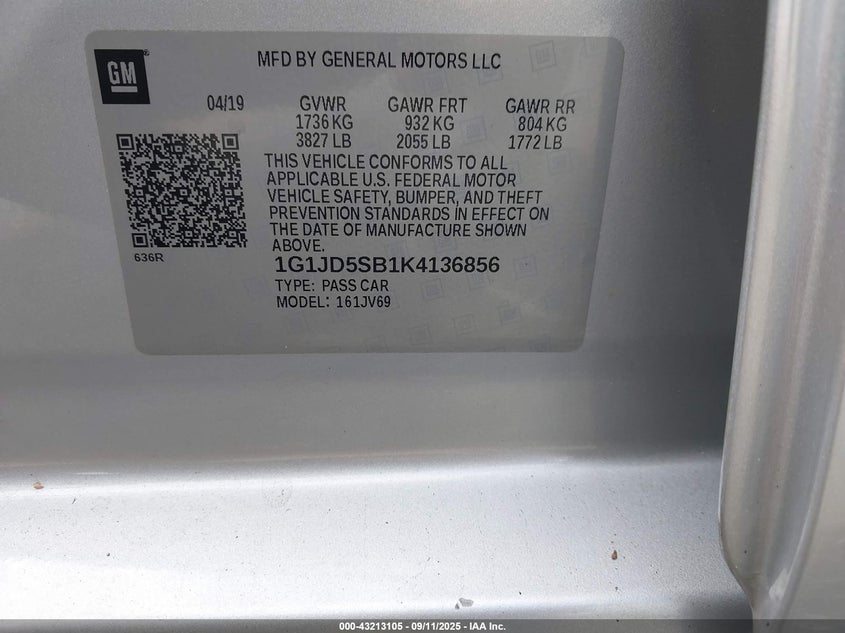 GM
MFD BY GENERAL MOTORS LLC
04/19 GVWR GAWR FRT GAWR RR
1736 KG 932 KG 804 KG
3827 LB 2055 LB 1772 LB
THIS VEHICLE CONFORMS TO ALL
APPLICABLE U.S. FEDERAL MOTOR
VEHICLE SAFETY, BUMPER, AND THEFT
PREVENTION STANDARDS IN EFFECT ON
THE DATE OF MANUFACTURE SHOWN
ABOVE.
636R
1G1JD5SB1K4136856
TYPE: PASS CAR
MODEL: 161JV69
000-43213105 - 09/11/2025 - IAA Inc.